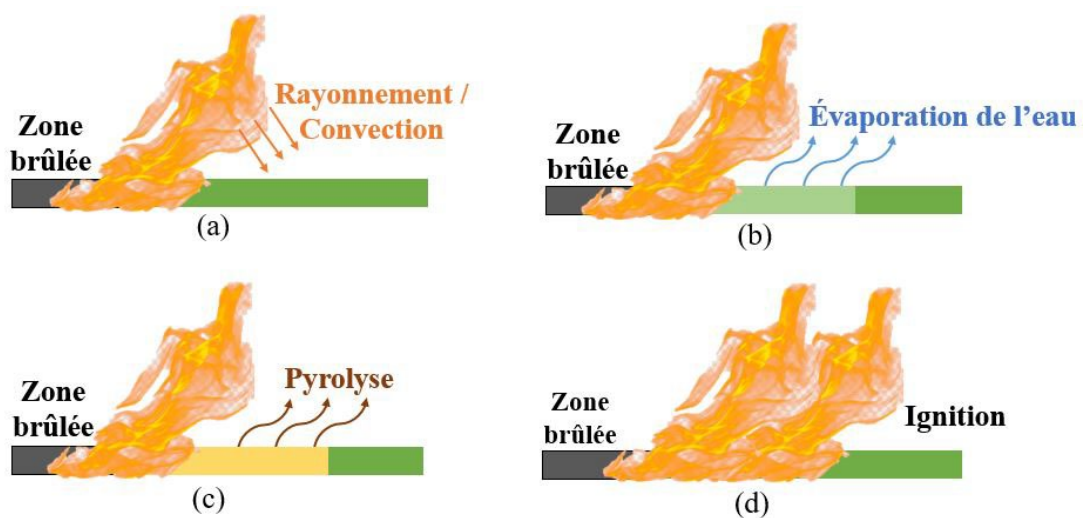 Zone
brûlée
Rayonnement /
Convection
(a)
Zone
brûlée
Évaporation de l’eau
(b)
Zone
brûlée
Pyrolyse
(c)
Zone
brûlée
Ignition
(d)